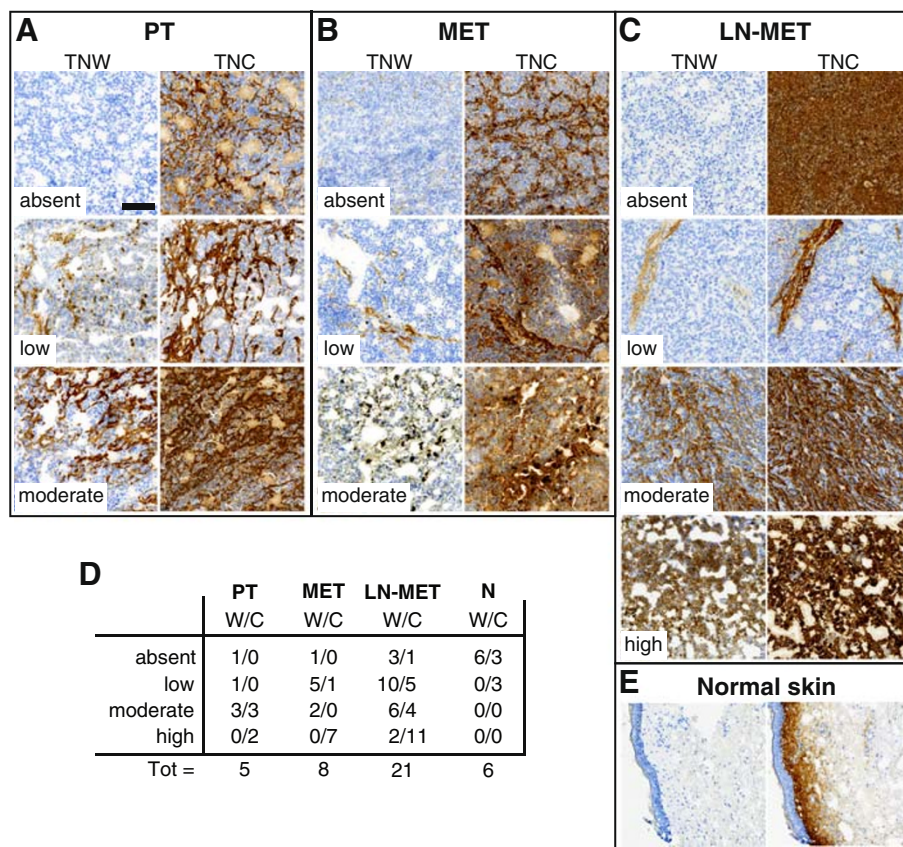 A PT
TNW TNC
absent
low
moderate
B MET
TNW TNC
absent
low
moderate
C LN-MET
TNW TNC
absent
low
moderate
high
D
PT MET LN-MET N
W/C W/C W/C W/C
absent 1/0 1/0 3/1 6/3
low 1/0 5/1 10/5 0/3
moderate 3/3 2/0 6/4 0/0
high 0/2 0/7 2/11 0/0
Tot = 5 8 21 6
E Normal skin